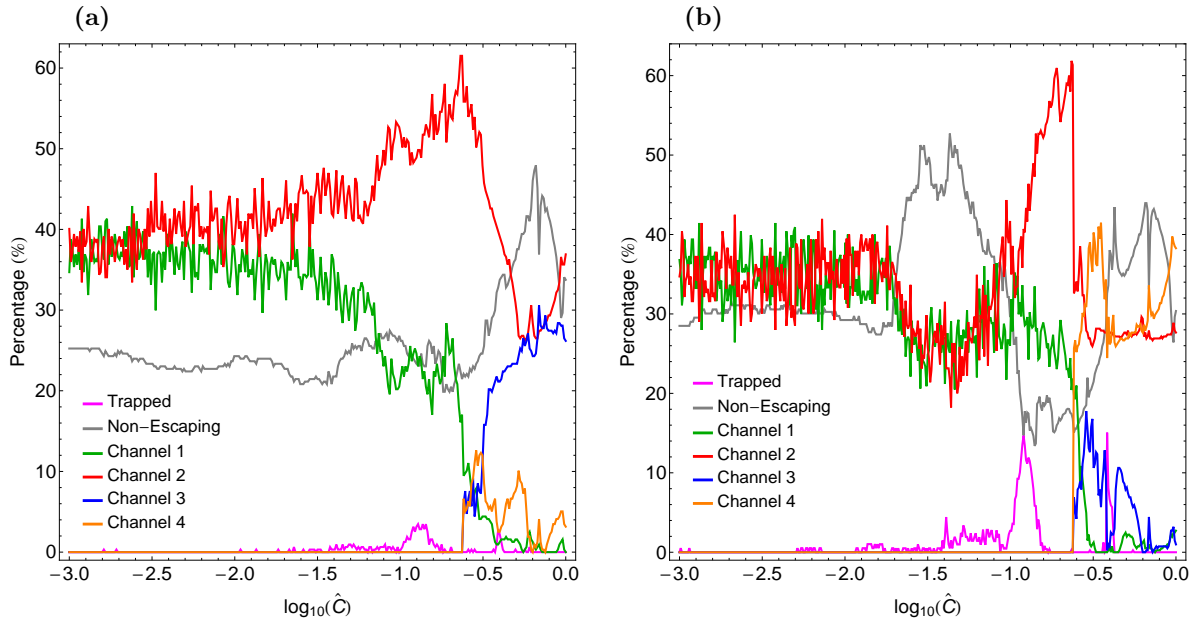 (a)
60
50
40
30
20
10
0
Percentage (%)
Trapped
Non−Escaping
Channel 1
Channel 2
Channel 3
Channel 4
-3.0 -2.5 -2.0 -1.5 -1.0 -0.5 0.0
log₁₀(Ĉ)
(b)
60
50
40
30
20
10
0
Percentage (%)
Trapped
Non−Escaping
Channel 1
Channel 2
Channel 3
Channel 4
-3.0 -2.5 -2.0 -1.5 -1.0 -0.5 0.0
log₁₀(Ĉ)